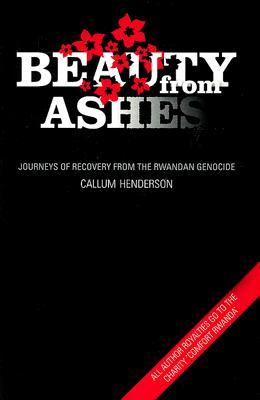 BEAUTY
from
ASHES
JOURNEYS OF RECOVERY FROM THE RWANDAN GENOCIDE
CALLUM HENDERSON
ALL AUTHOR ROYALTIES GO TO THE
CHARITY 'COMFORT RWANDA'